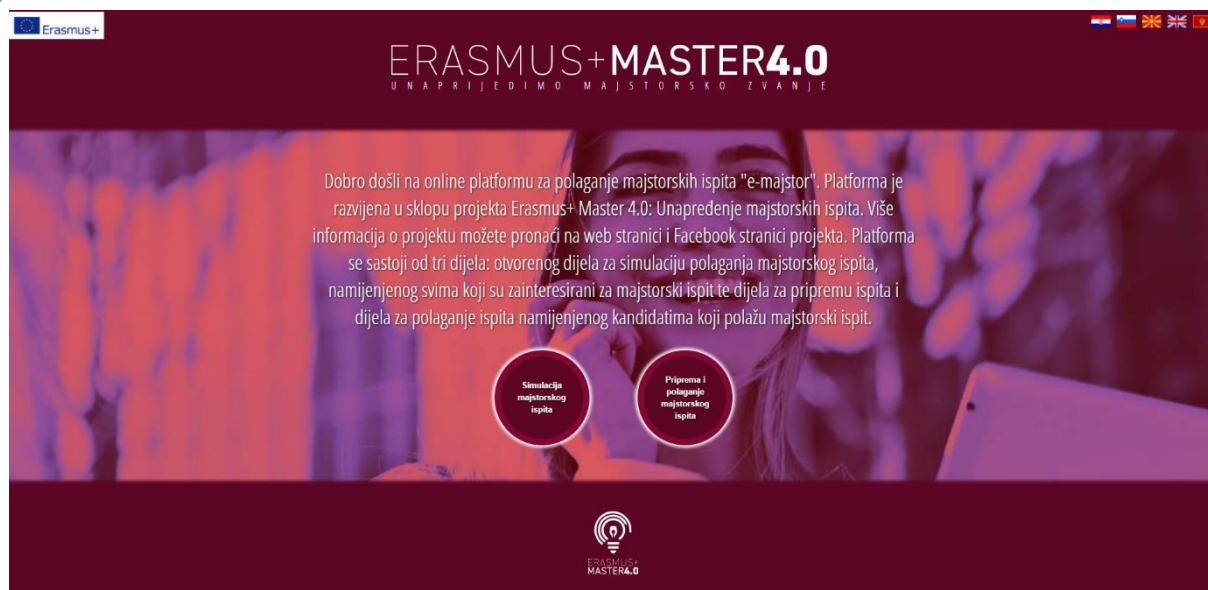 Erasmus+
ERASMUS+MASTER4.0
UNAPRIJEDIMO MAJSTORSKO ZVANJE
Dobro došli na online platformu za polaganje majstorskih ispita "e-majstor". Platforma je
razvijena u sklopu projekta Erasmus+ Master 4.0: Unapređenje majstorskih ispita. Više
informacija o projektu možete pronaći na web stranici i Facebook stranici projekta. Platforma
se sastoji od tri dijela: otvorenog dijela za simulaciju polaganja majstorskog ispita,
namijenjenog svima koji su zainteresirani za majstorski ispit te dijela za pripremu ispita i
dijela za polaganje ispita namijenjenog kandidatima koji polažu majstorski ispit.
Simulacija
majstorskog
ispita
Priprema i
polaganje
majstorskog
ispita
ERASMUS+
MASTER4.0